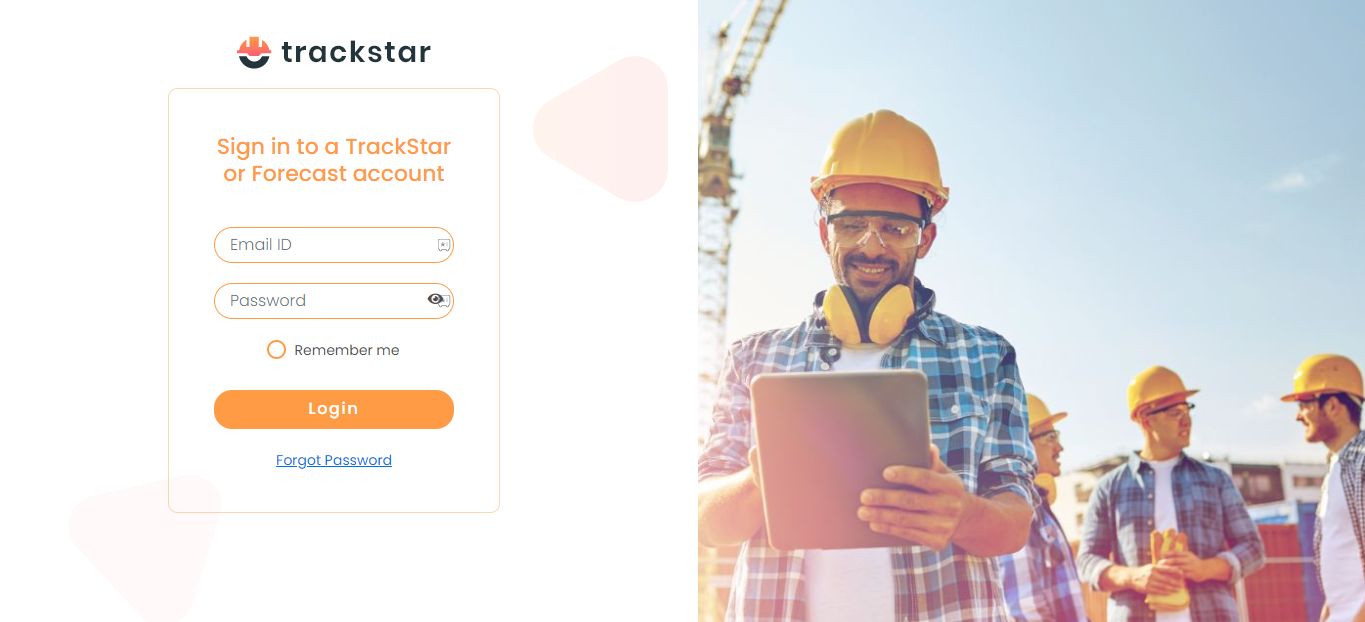 trackstar
Sign in to a TrackStar
or Forecast account
Email ID
Password
Remember me
Login
Forgot Password